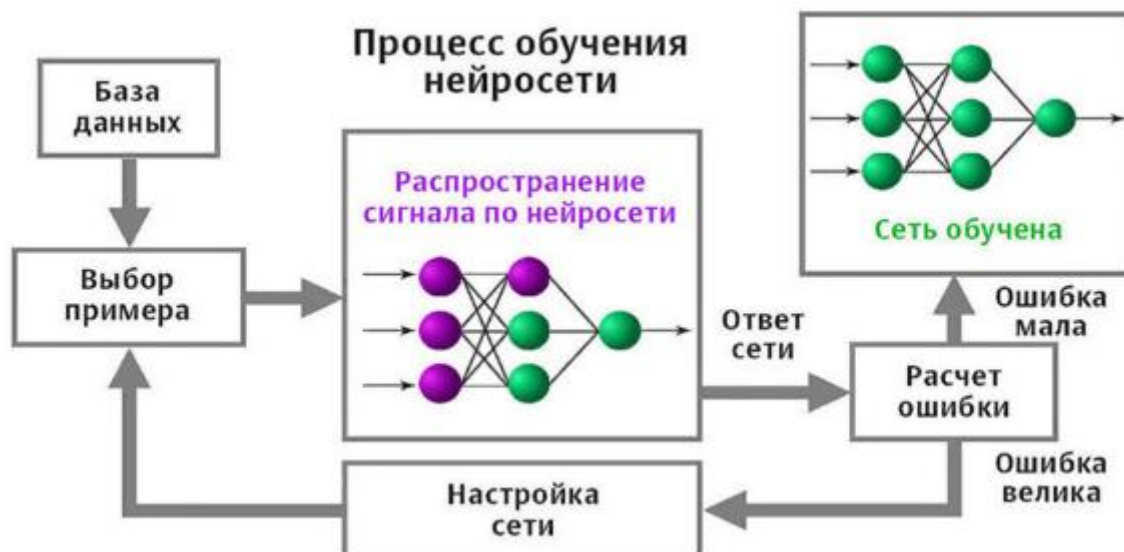 Процесс обучения
нейросети
База
данных
Выбор
примера
Распространение
сигнала по нейросети
Ответ
сети
Расчет
ошибки
Ошибка
мала
Сеть обучена
Ошибка
велика
Настройка
сети